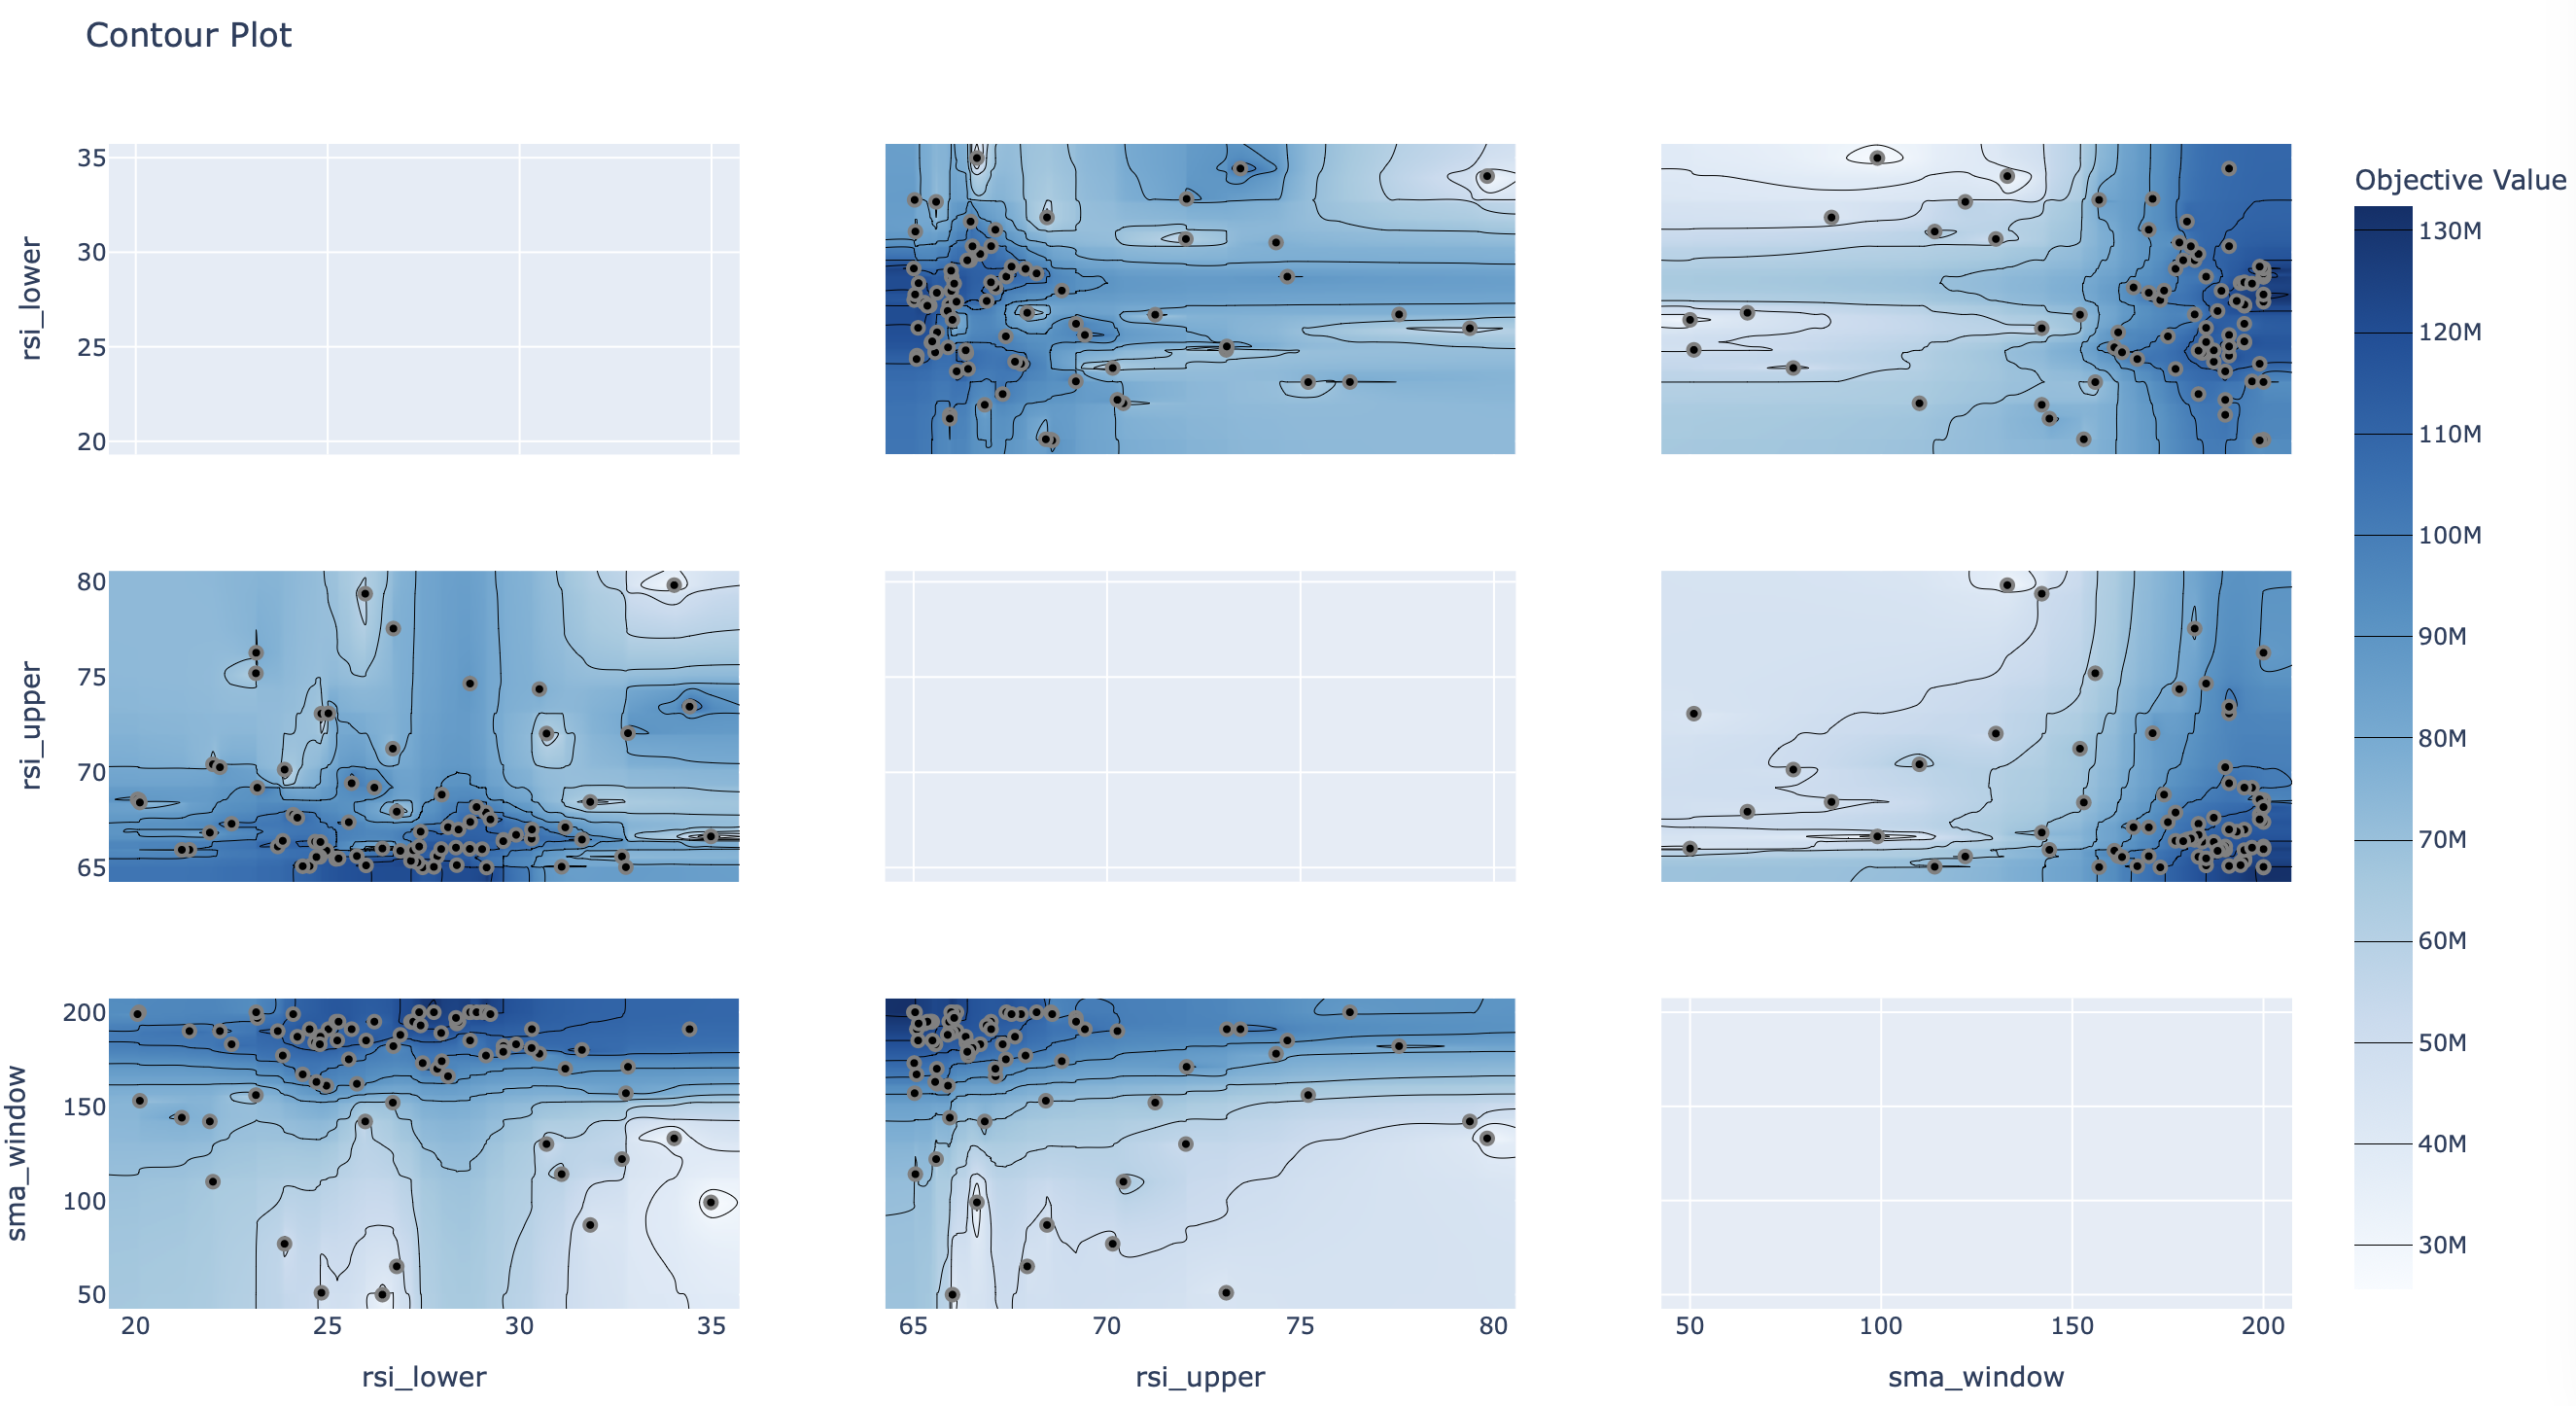 Contour Plot
Objective Value
130M
120M
110M
100M
90M
80M
70M
60M
50M
40M
30M
rsi_lower
35
30
25
20
rsi_upper
80
75
70
65
sma_window
200
150
100
50
20 25 30 35
65 70 75 80
50 100 150 200
rsi_lower
rsi_upper
sma_window